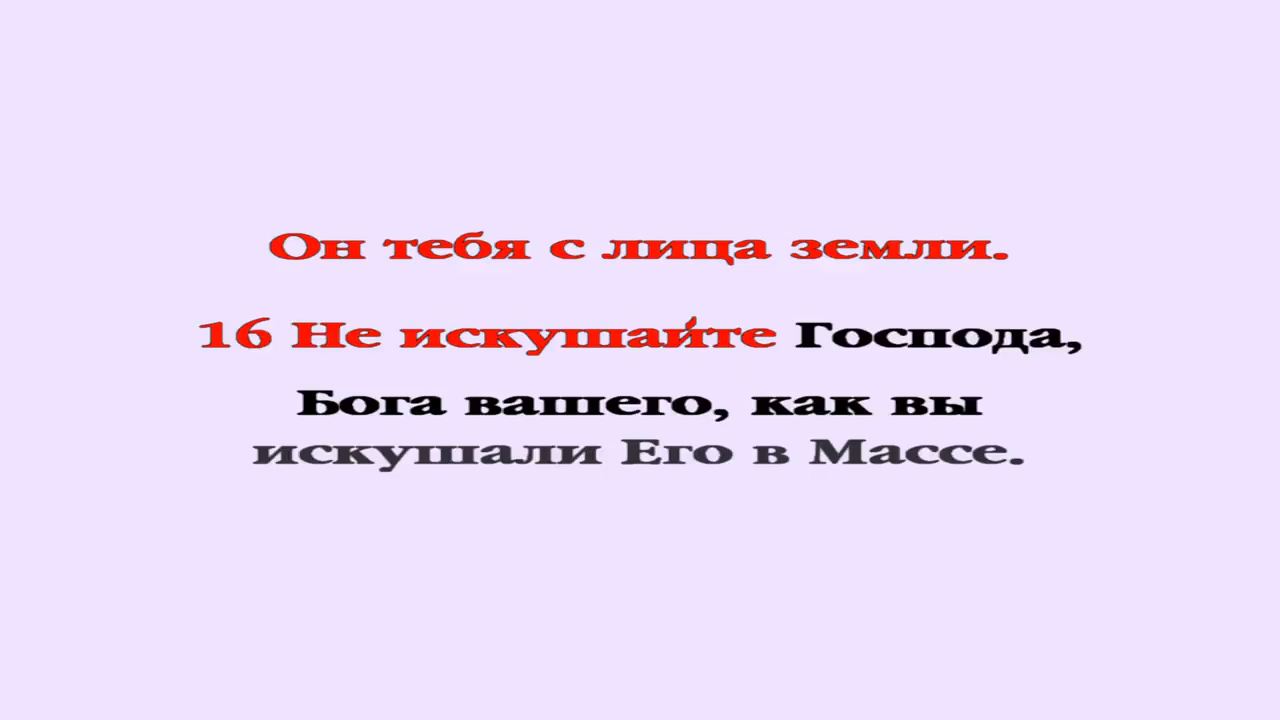 Он тебя с лица земли.
16 Не искушайте Господа,
Бога вашего, как вы
искушали Его в Массе.